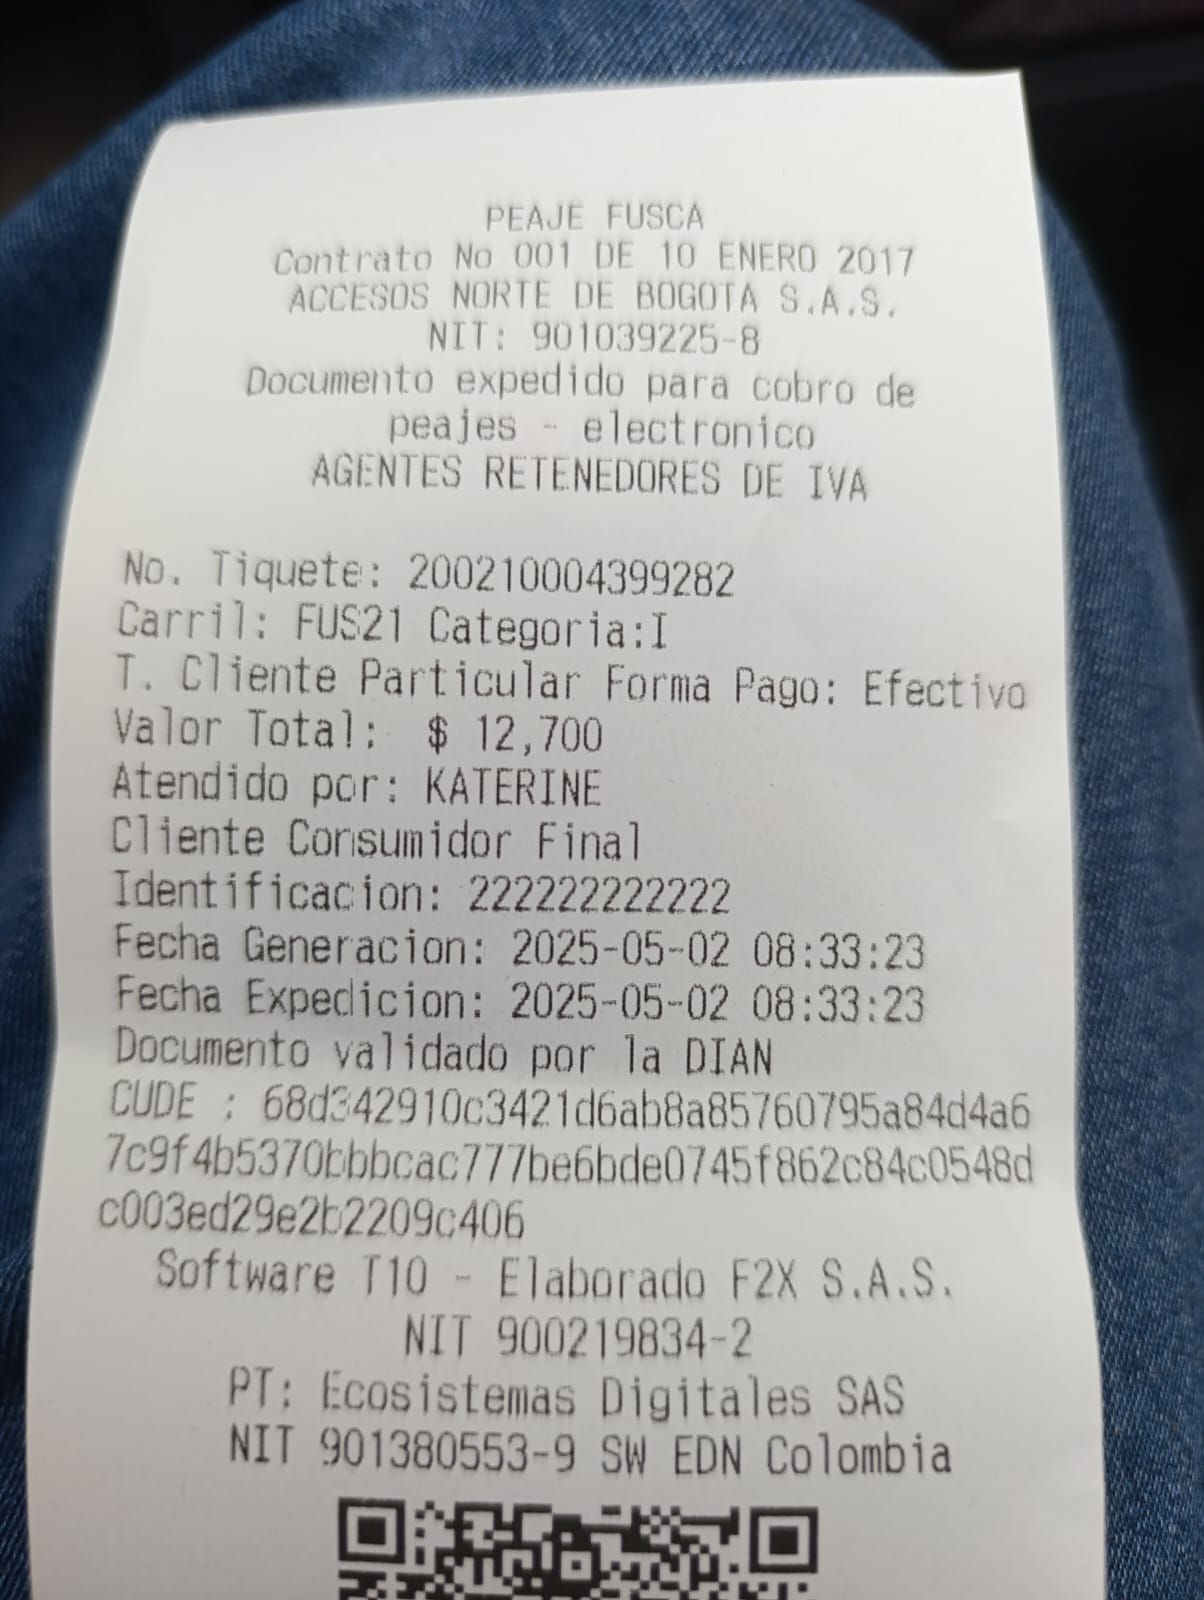 PEAJE FUSCA
Contrato No 001 DE 10 ENERO 2017
ACCESOS NORTE DE BOGOTA S.A.S.
NIT: 901039225-8
Documento expedido para cobro de
peajes - electronico
AGENTES RETENEDORES DE IVA
No. Tiquete: 200210004399282
Carril: FUS21 Categoria:I
T. Cliente Particular Forma Pago: Efectivo
Valor Total: $ 12,700
Atendido por: KATERINE
Cliente Consumidor Final
Identificacion: 222222222222
Fecha Generacion: 2025-05-02 08:33:23
Fecha Expedicion: 2025-05-02 08:33:23
Documento validado por la DIAN
CUDE : 68d342910c3421d6ab8a85760795a84d4a6
7c9f4b5370bbbcac777be6bde0745f862c84c0548d
c003ed29e2b2209c406
Software T10 - Elaborado F2X S.A.S.
NIT 900219834-2
PT: Ecosistemas Digitales SAS
NIT 901380553-9 SW EDN Colombia